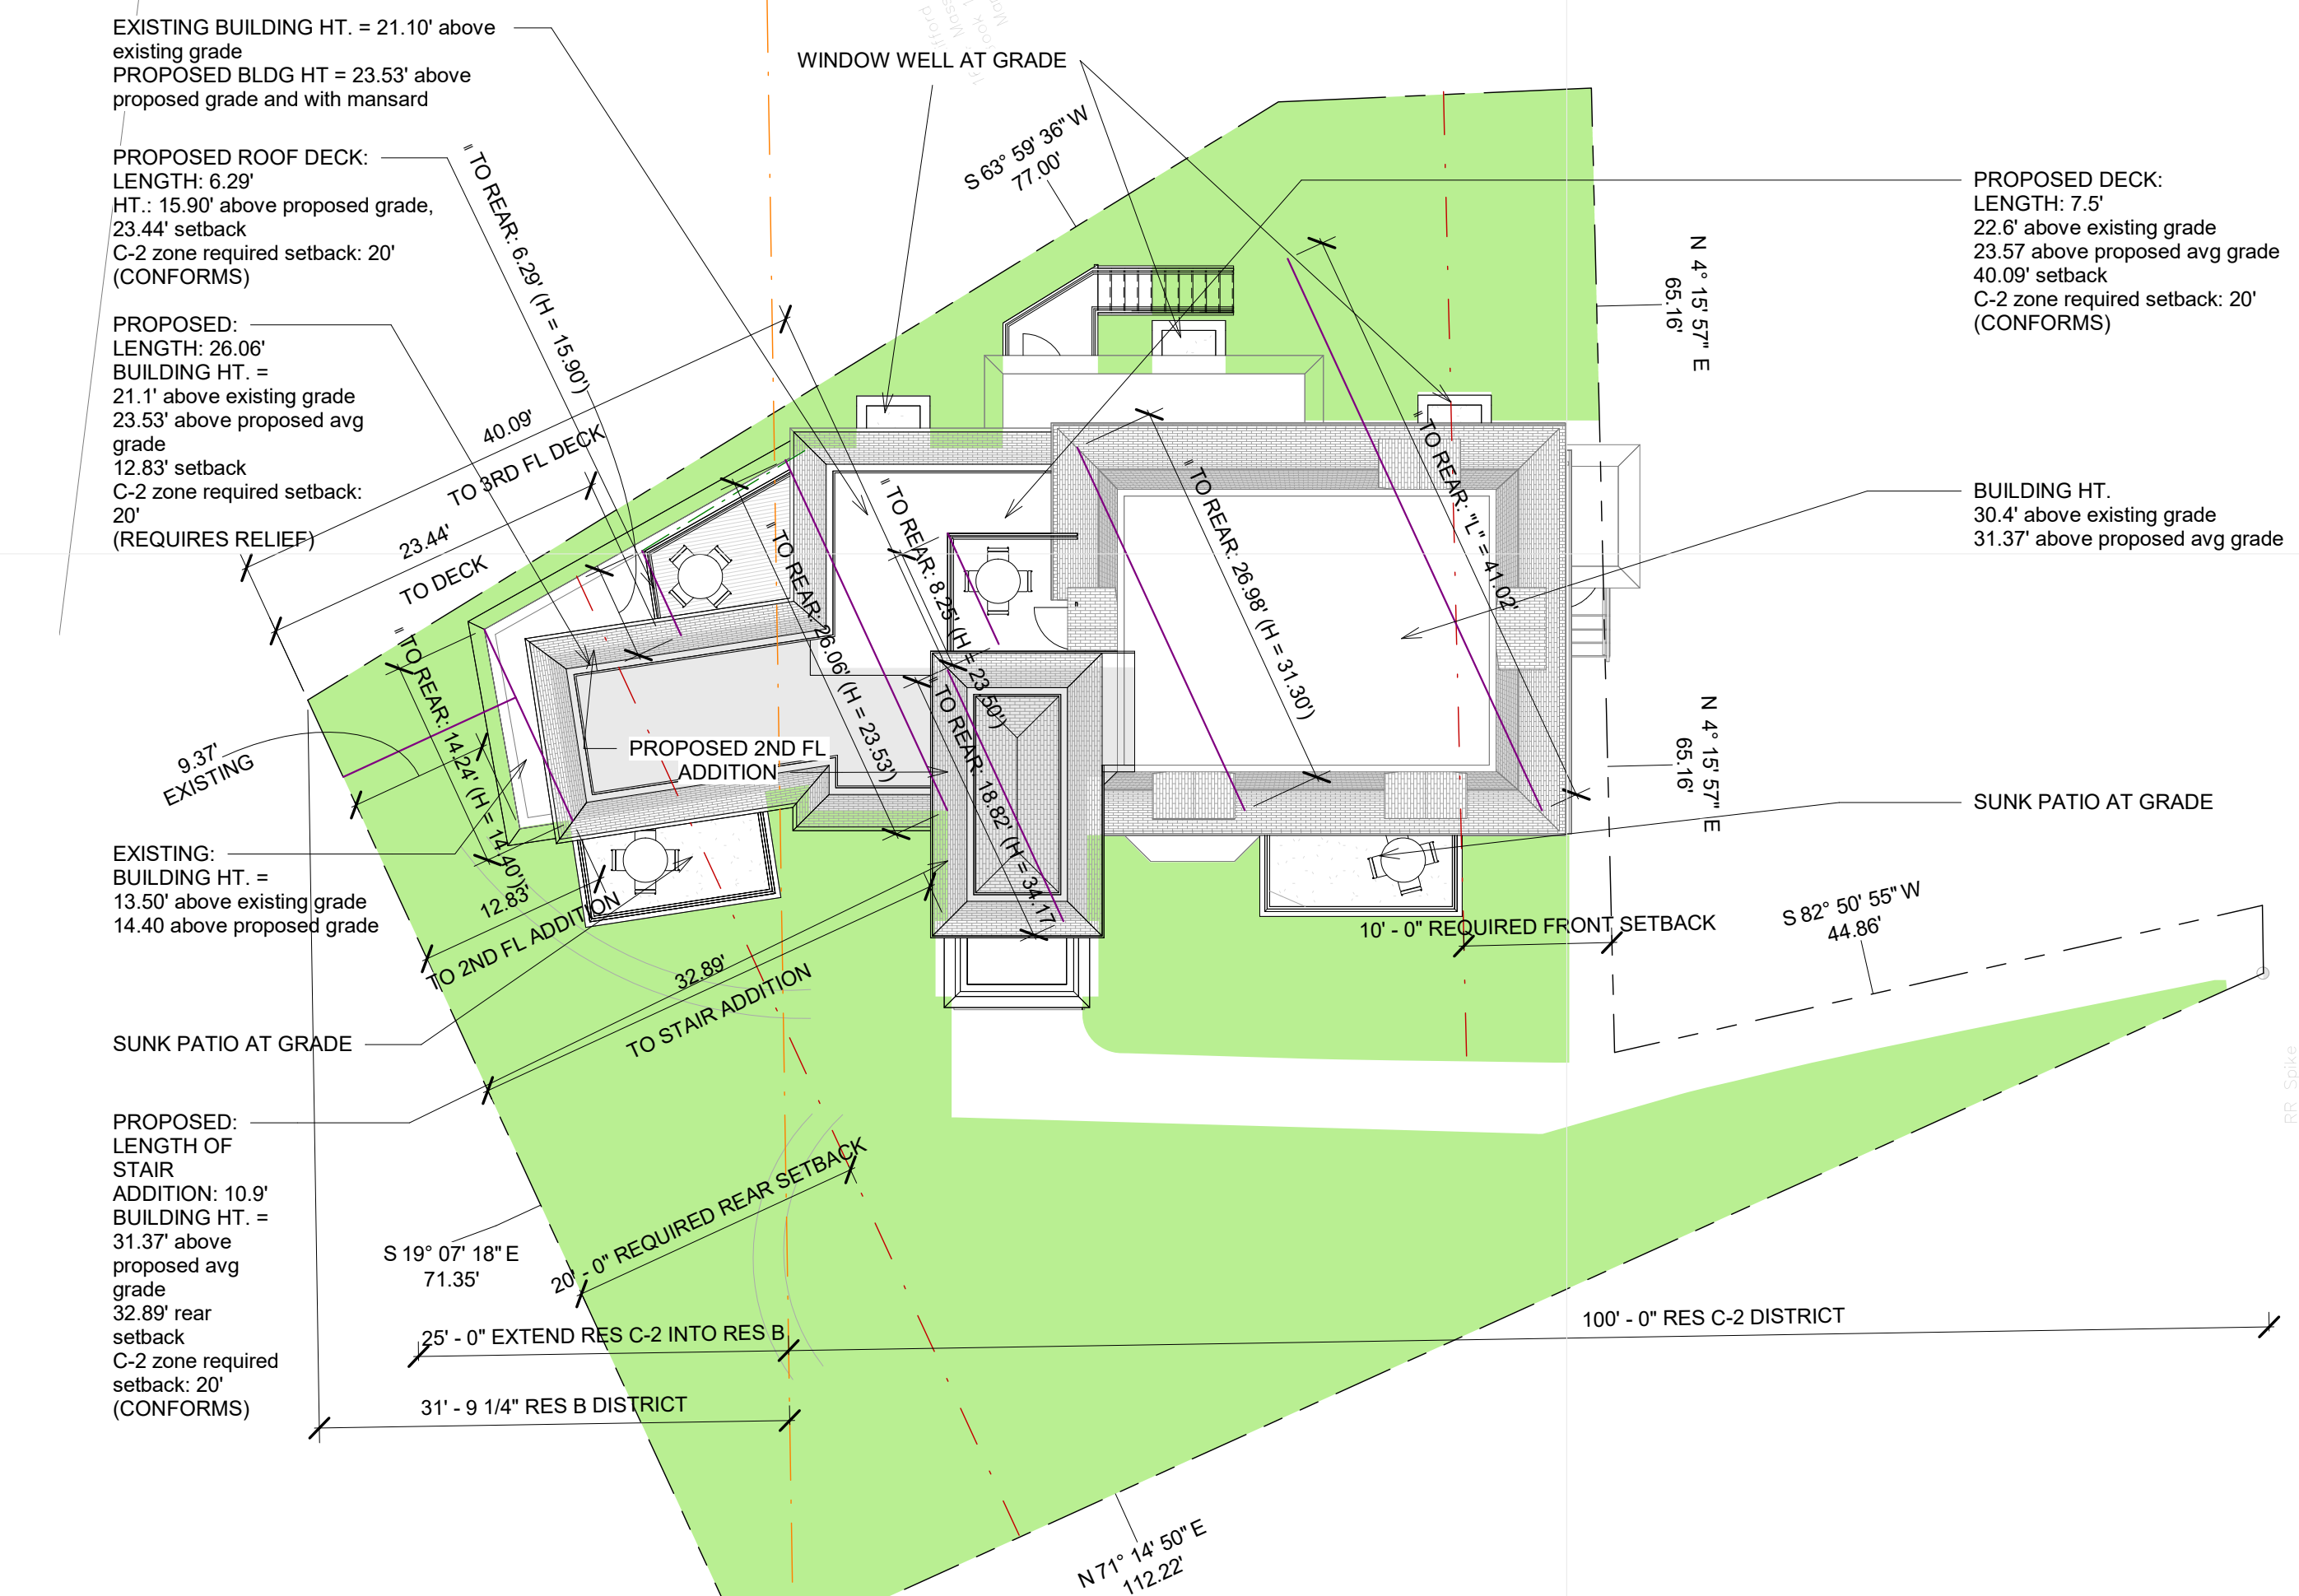 EXISTING BUILDING HT. = 21.10' above
existing grade
PROPOSED BLDG HT = 23.53' above
proposed grade and with mansard
PROPOSED ROOF DECK:
LENGTH: 6.29'
HT.: 15.90' above proposed grade,
23.44' setback
C-2 zone required setback: 20'
(CONFORMS)
PROPOSED:
LENGTH: 26.06'
BUILDING HT. =
21.1' above existing grade
23.53' above proposed avg
grade
12.83' setback
C-2 zone required setback:
20'
(REQUIRES RELIEF)
EXISTING:
BUILDING HT. =
13.50' above existing grade
14.40 above proposed grade
SUNK PATIO AT GRADE
PROPOSED:
LENGTH OF
STAIR
ADDITION: 10.9'
BUILDING HT. =
31.37' above
proposed avg
grade
32.89' rear
setback
C-2 zone required
setback: 20'
(CONFORMS)
WINDOW WELL AT GRADE
S 63° 59' 36" W
77.00'
" TO REAR: 6.29' (H = 15.90')
40.09'
TO 3RD FL DECK
23.44'
TO DECK
" TO REAR: 14.24' (H = 14.40')
9.37'
EXISTING
12.83'
TO 2ND FL ADDITION
" TO REAR: 26.06' (H = 23.53')
" TO REAR: 8.25' (H = 23.50')
" TO REAR: 18.82' (H = 34.17
" TO REAR: 26.98' (H = 31.30')
" TO REAR: "L" = 41.02'
PROPOSED 2ND FL
ADDITION
32.89'
TO STAIR ADDITION
20' - 0" REQUIRED REAR SETBACK
S 19° 07' 18" E
71.35'
25' - 0" EXTEND RES C-2 INTO RES B
31' - 9 1/4" RES B DISTRICT
100' - 0" RES C-2 DISTRICT
N 71° 14' 50" E
112.22'
10' - 0" REQUIRED FRONT SETBACK
S 82° 50' 55" W
44.86'
N 4° 15' 57" E
65.16'
N 4° 15' 57" E
65.16'
PROPOSED DECK:
LENGTH: 7.5'
22.6' above existing grade
23.57 above proposed avg grade
40.09' setback
C-2 zone required setback: 20'
(CONFORMS)
BUILDING HT.
30.4' above existing grade
31.37' above proposed avg grade
SUNK PATIO AT GRADE
RR Spike